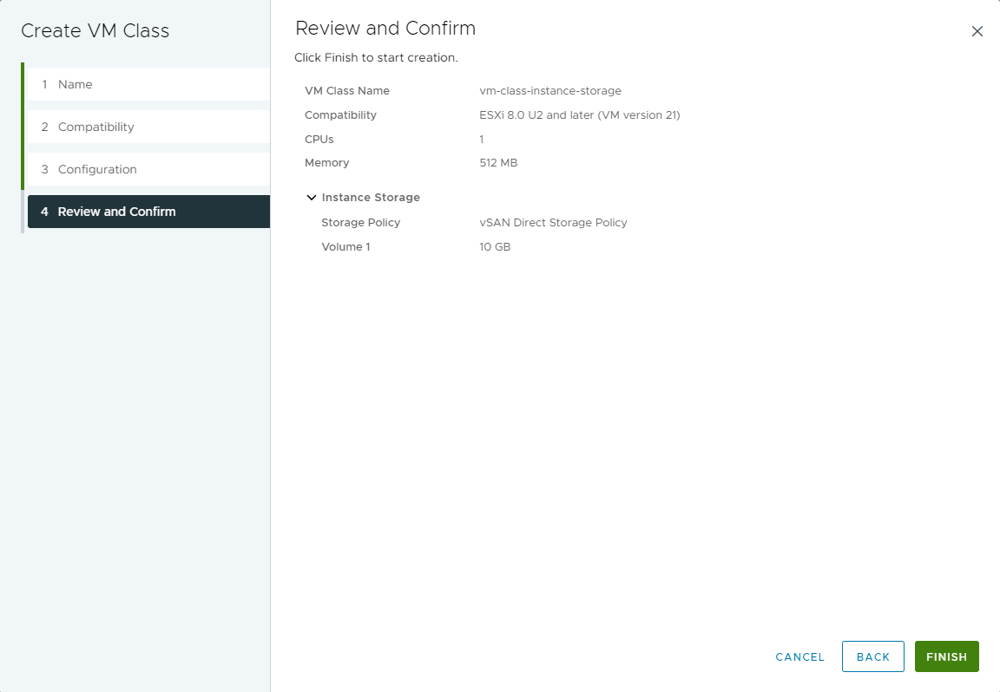 Create VM Class
1 Name
2 Compatibility
3 Configuration
4 Review and Confirm
Review and Confirm
Click Finish to start creation.
VM Class Name vm-class-instance-storage
Compatibility ESXi 8.0 U2 and later (VM version 21)
CPUs 1
Memory 512 MB
Instance Storage
Storage Policy vSAN Direct Storage Policy
Volume 1 10 GB
CANCEL BACK FINISH